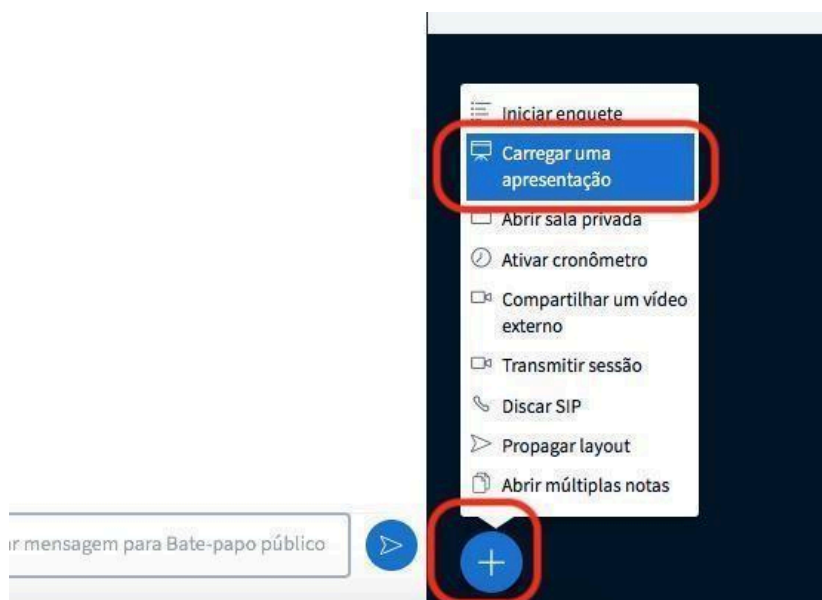 Iniciar enquete
Carregar uma
apresentação
Abrir sala privada
Ativar cronômetro
Compartilhar um vídeo
externo
Transmitir sessão
Discar SIP
Propagar layout
Abrir múltiplas notas
r mensagem para Bate-papo público